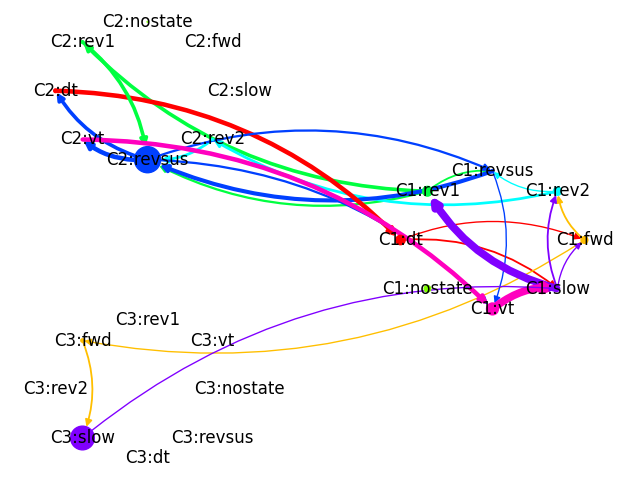 C2:nostate
C2:rev1
C2:fwd
C2:dt
C2:slow
C2:vt
C2:rev2
C2:revsus
C1:revsus
C1:rev1
C1:rev2
C1:dt
C1:fwd
C1:nostate
C1:slow
C1:vt
C3:rev1
C3:fwd
C3:vt
C3:rev2
C3:nostate
C3:slow
C3:revsus
C3:dt